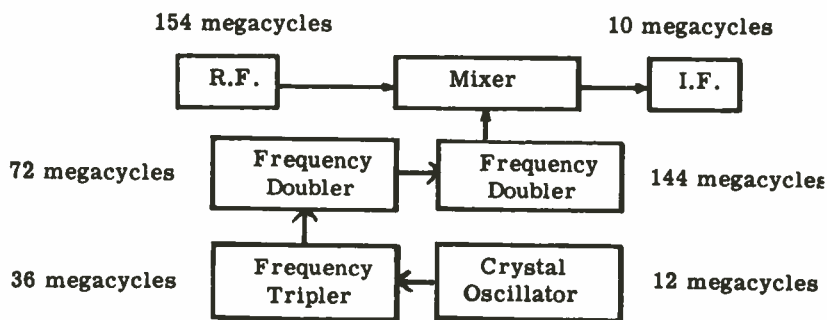 154 megacycles
10 megacycles
R.F.
Mixer
I.F.
72 megacycles
Frequency
Doubler
Frequency
Doubler
144 megacycles
36 megacycles
Frequency
Tripler
Crystal
Oscillator
12 megacycles